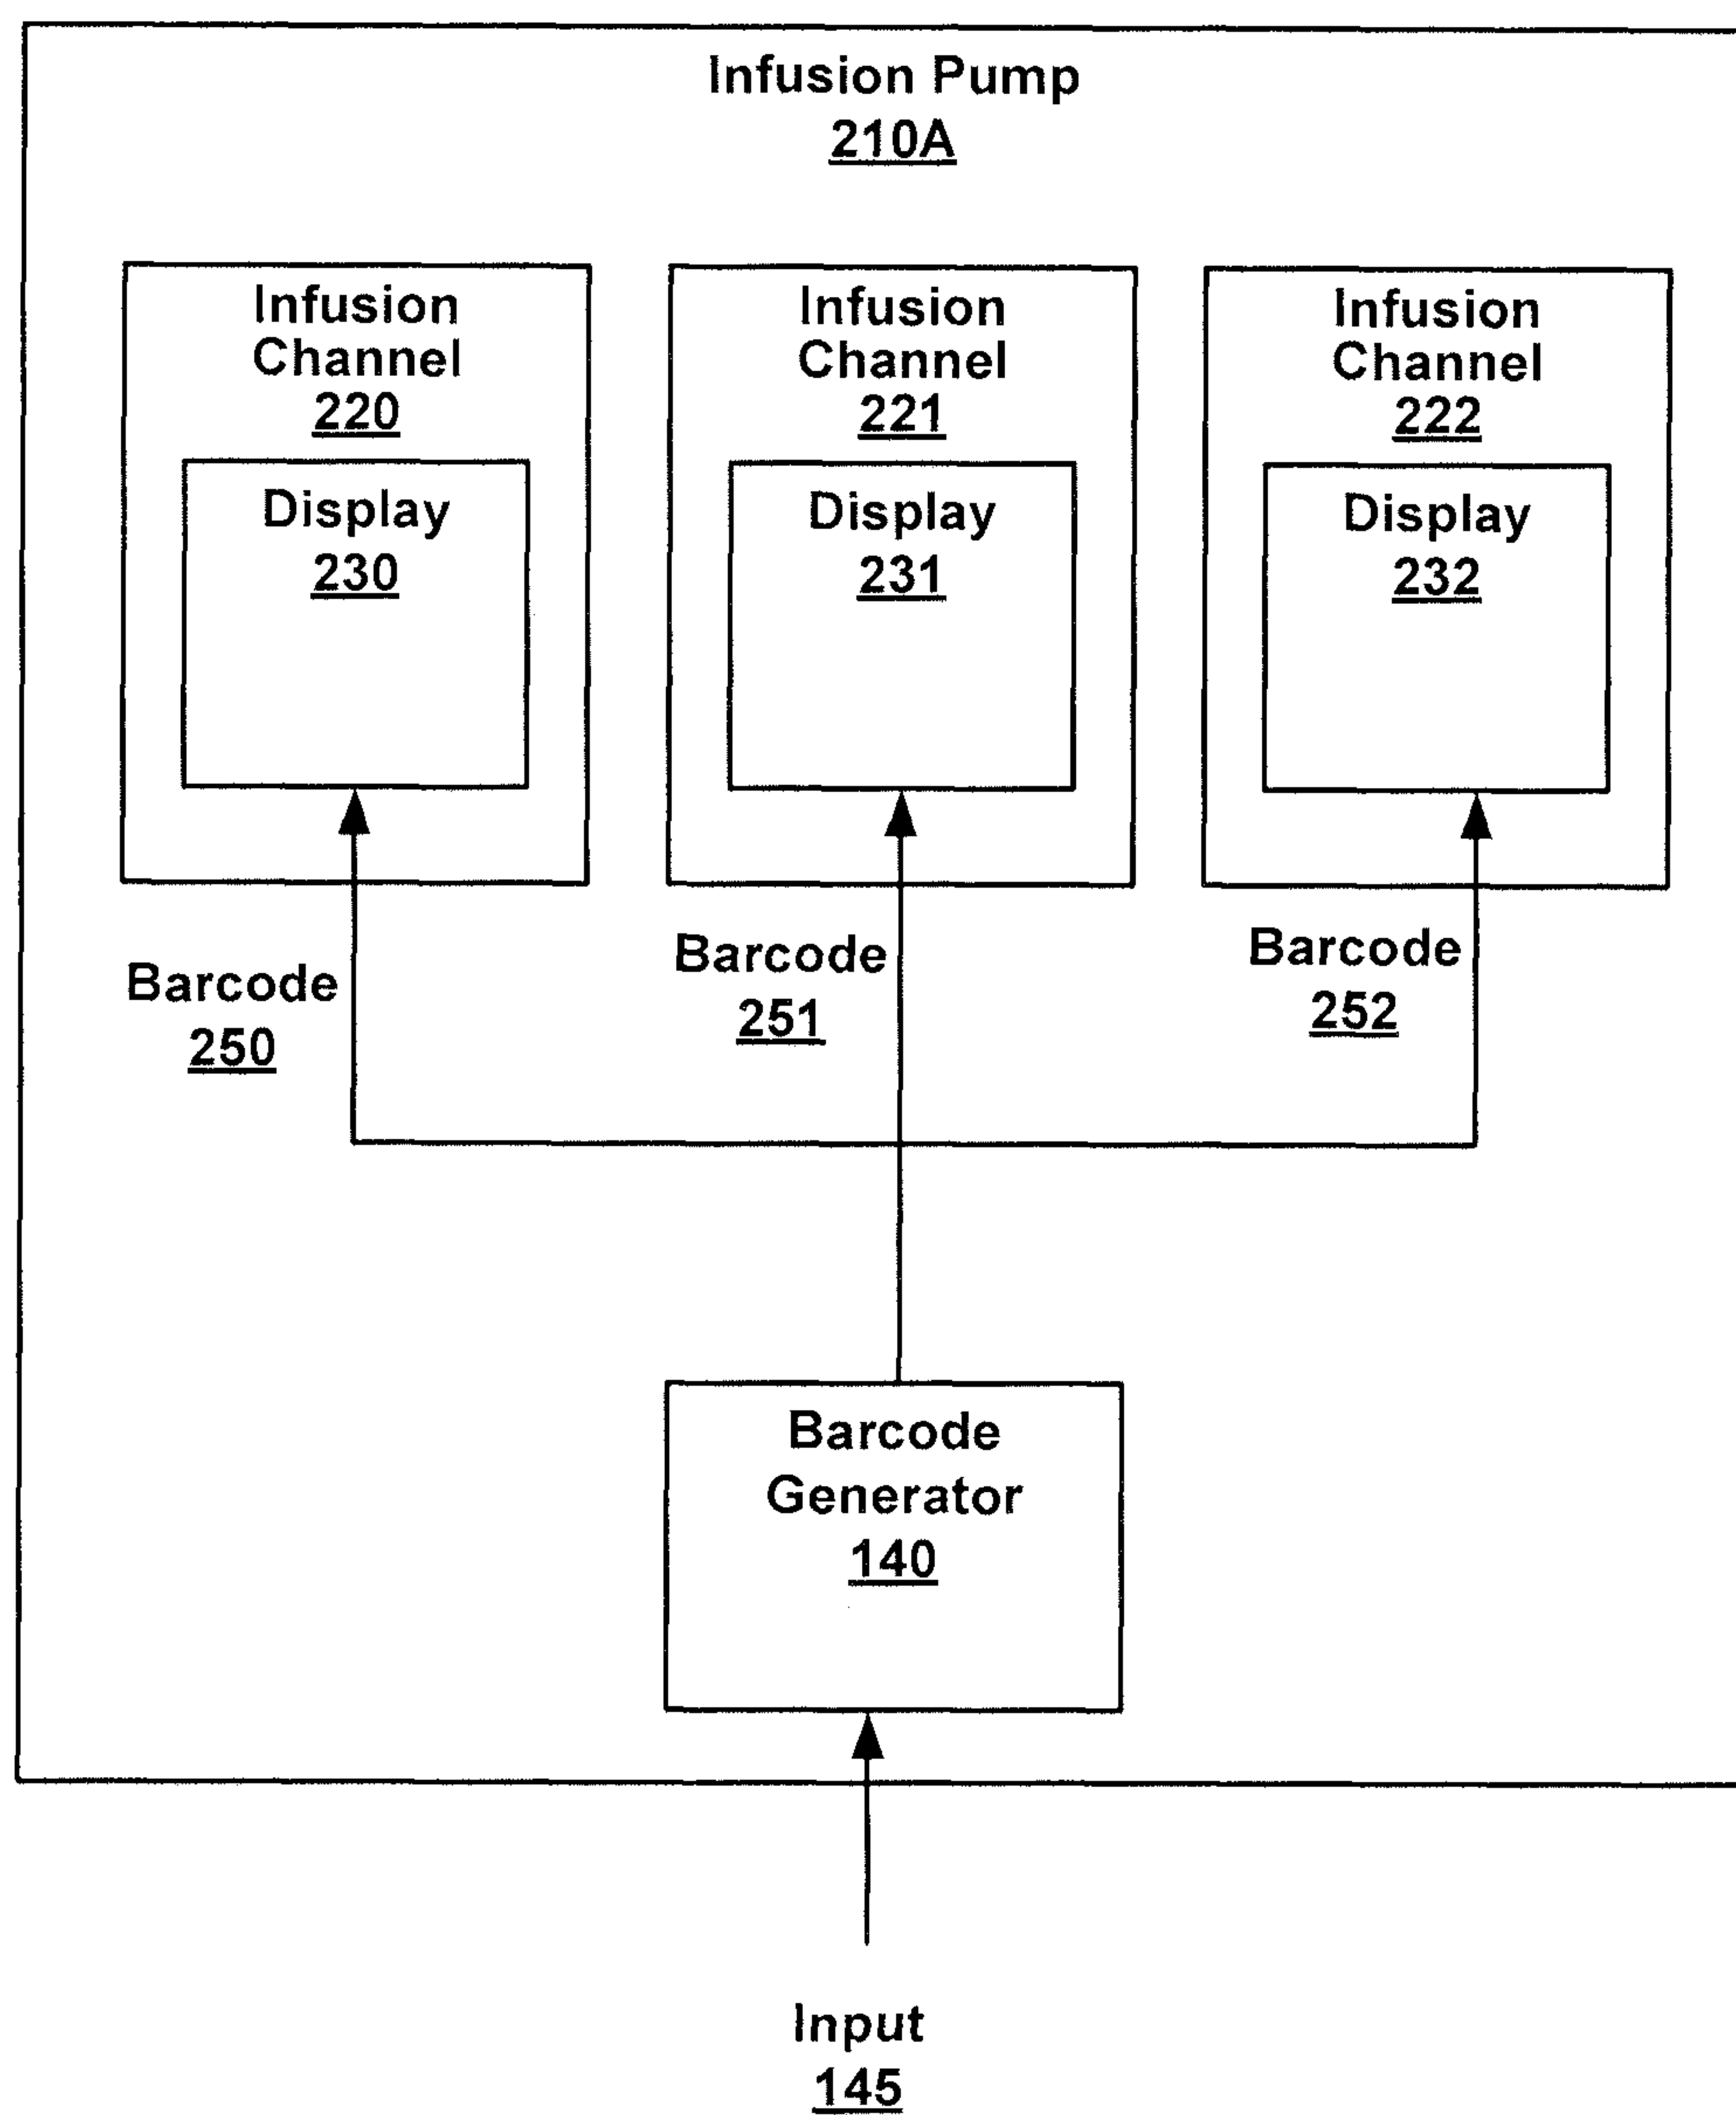 Infusion Pump
210A
Infusion
Channel
220
Display
230
Infusion
Channel
221
Display
231
Infusion
Channel
222
Display
232
Barcode
250
Barcode
251
Barcode
252
Barcode
Generator
140
Input
145